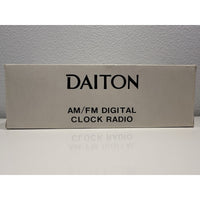 DAITON
AM/FM DIGITAL
CLOCK RADIO